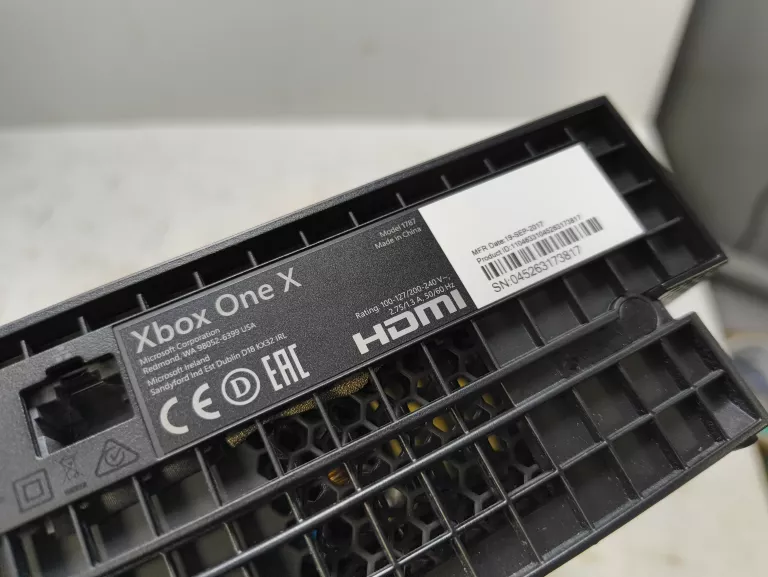 Xbox One X
Microsoft Corporation
Redmond, WA 98052-6399 USA
Microsoft Ireland
Sandyford Ind Est Dublin D18 KX32 IRL
CE D EAC
Model 1787
Made in China
Rating 100-127/200-240 V~,
2.75/1.3 A, 50/60 Hz
HDMI
MFR Date:19-SEP-2017
SN:045263173817